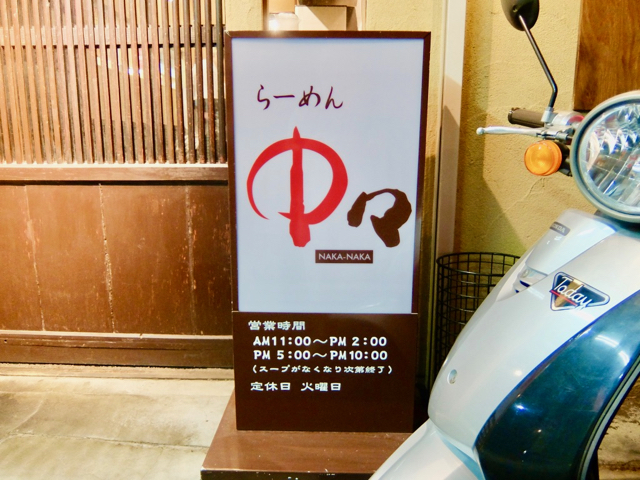 らーめん
中々
NAKA-NAKA
営業時間
AM11:00〜PM 2:00
PM 5:00〜PM10:00
(スープがなくなり次第終了)
定休日 火曜日
Today